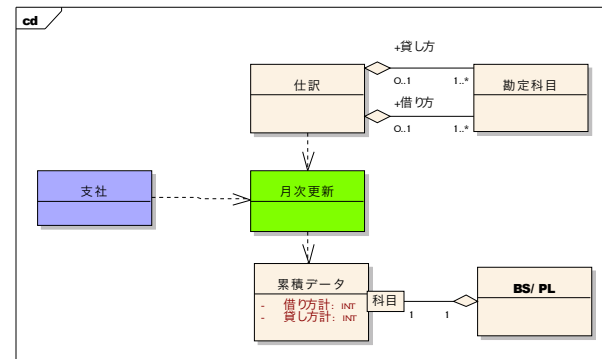 cd
+貸し方
仕訳
0..1
1..*
勘定科目
+借り方
0..1
1..*
支社
月次更新
累積データ
- 借り方計: INT
- 貸し方計: INT
科目
1
1
BS/ PL